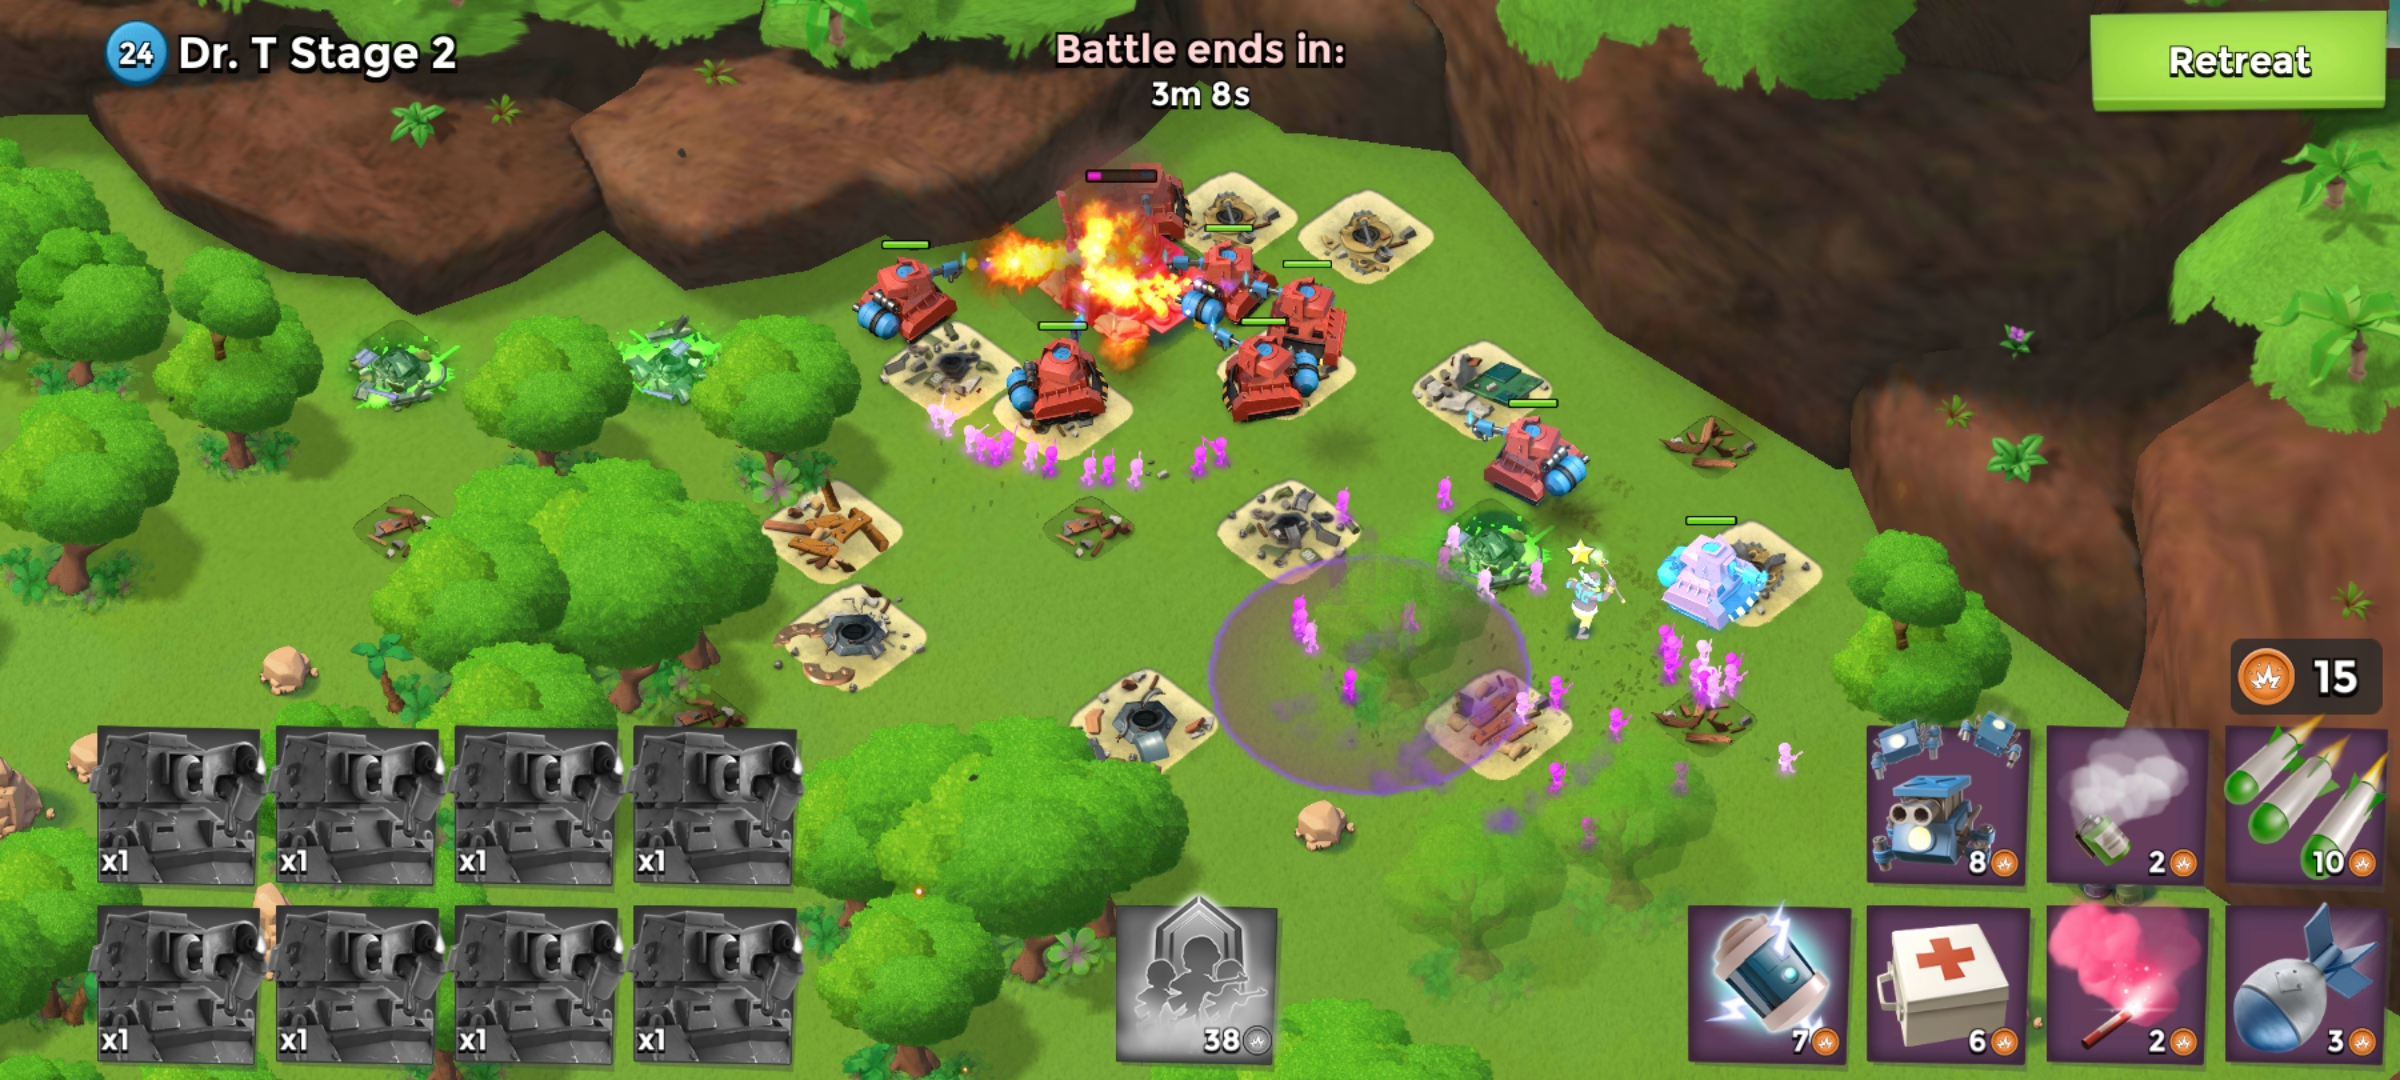 24 Dr. T Stage 2
Battle ends in:
3m 8s
Retreat
15
x1 x1 x1 x1
8 2 10
x1 x1 x1 x1
38 7 6 2 3